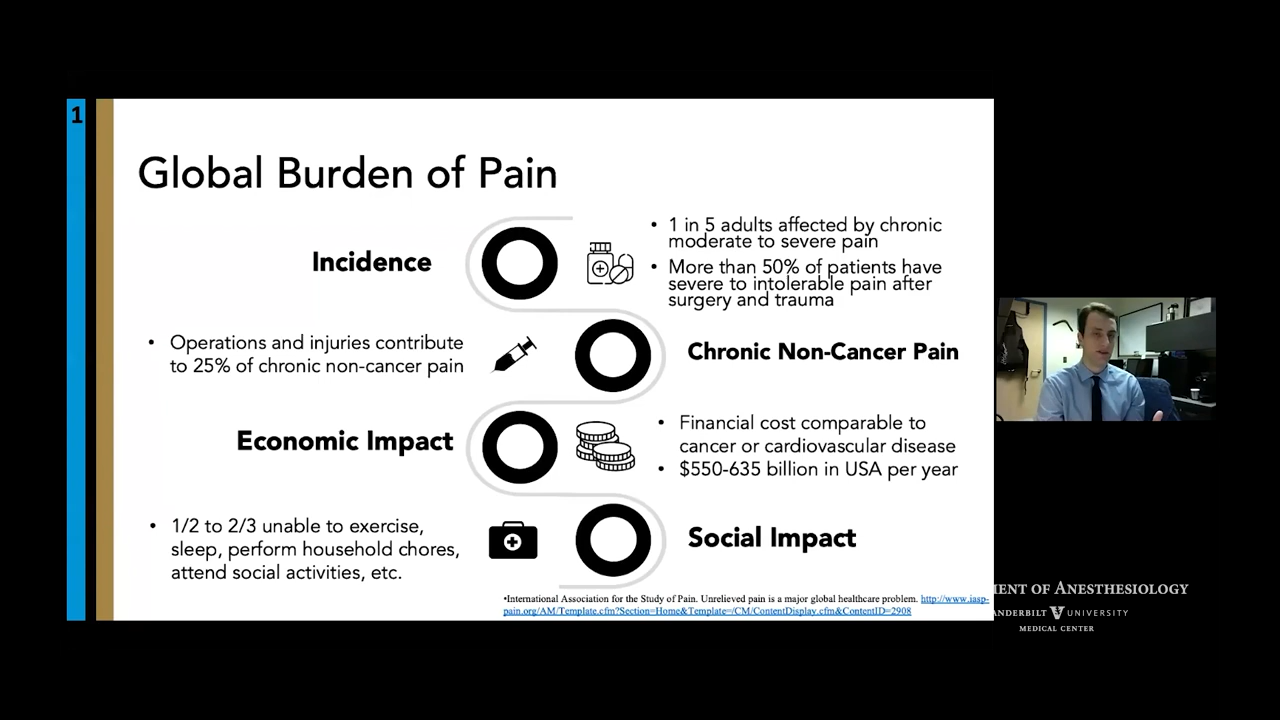 1
Global Burden of Pain
Incidence
• 1 in 5 adults affected by chronic
moderate to severe pain
• More than 50% of patients have
severe to intolerable pain after
surgery and trauma
• Operations and injuries contribute
to 25% of chronic non-cancer pain
Chronic Non-Cancer Pain
Economic Impact
• Financial cost comparable to
cancer or cardiovascular disease
• $550-635 billion in USA per year
• 1/2 to 2/3 unable to exercise,
sleep, perform household chores,
attend social activities, etc.
Social Impact
•International Association for the Study of Pain. Unrelieved pain is a major global healthcare problem. http://www.iasp-
pain.org/AM/Template.cfm?Section=Home&Template=/CM/ContentDisplay.cfm&ContentID=2908
MENT OF ANESTHESIOLOGY
ANDERBILT V UNIVERSITY
MEDICAL CENTER